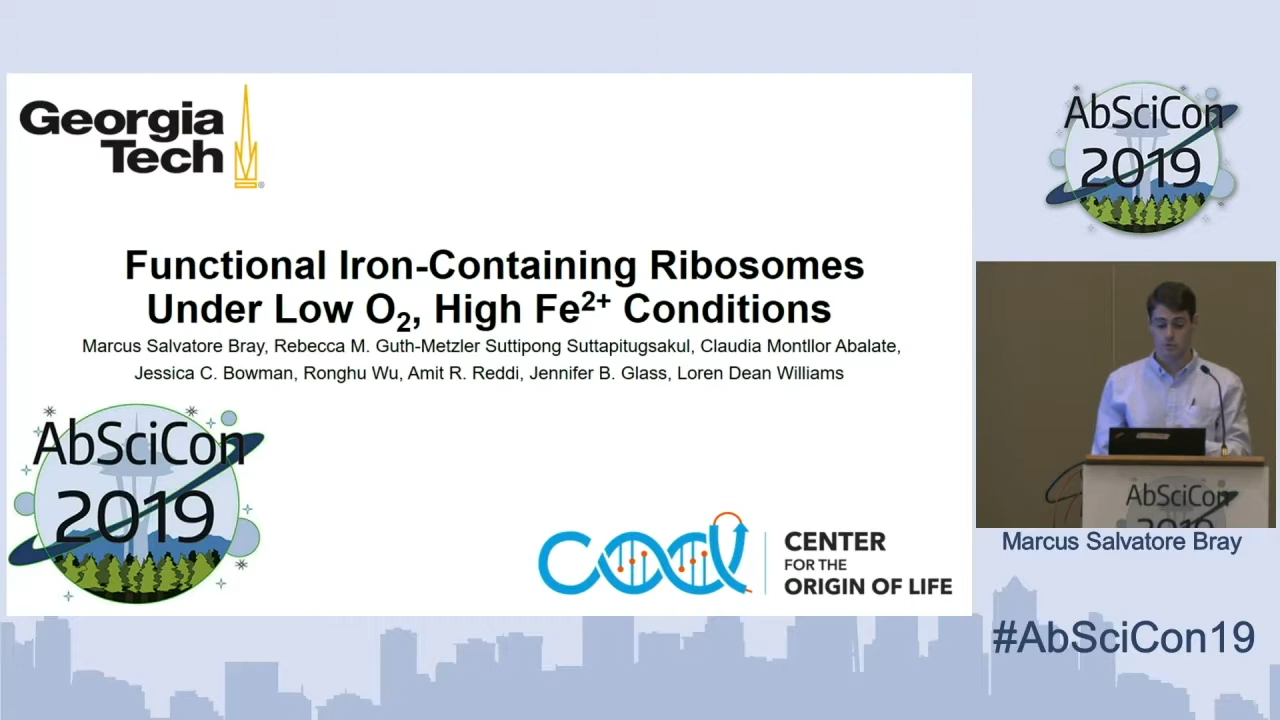 Georgia
Tech
®
Functional Iron-Containing Ribosomes
Under Low O2, High Fe2+ Conditions
Marcus Salvatore Bray, Rebecca M. Guth-Metzler Suttipong Suttapitugsakul, Claudia Montllor Abalate,
Jessica C. Bowman, Ronghu Wu, Amit R. Reddi, Jennifer B. Glass, Loren Dean Williams
AbSciCon
2019
cool
CENTER
FOR THE
ORIGIN OF LIFE
AbSciCon
2019
AbSciCon
2019
Marcus Salvatore Bray
#AbSciCon19